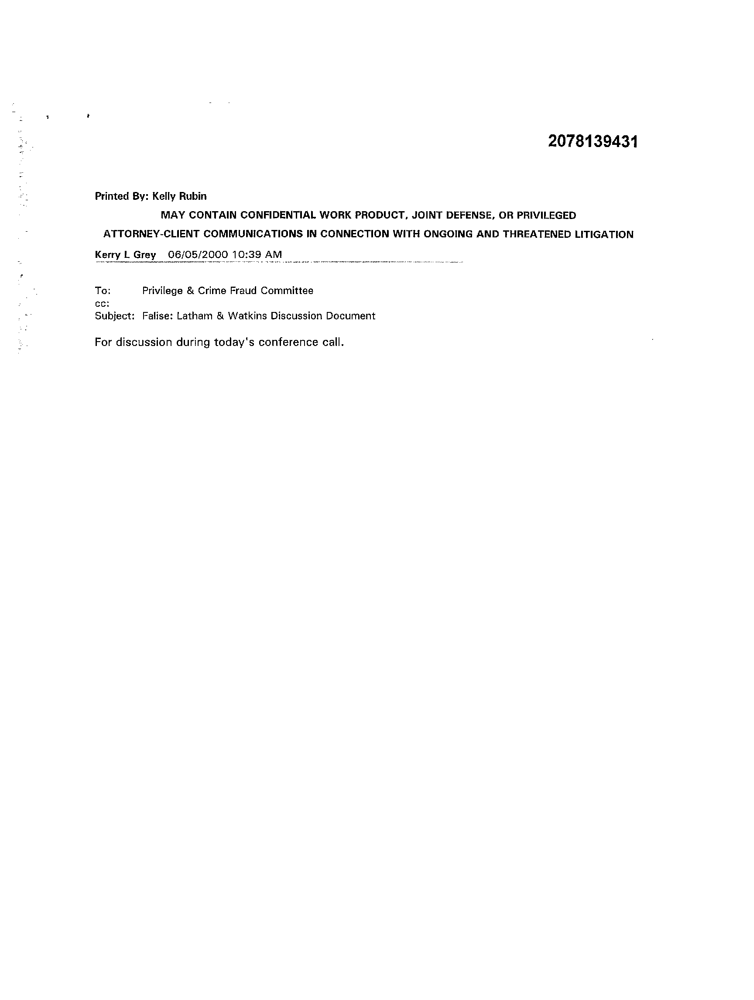 2078139431
Printed By: Kelly Rubin
MAY CONTAIN CONFIDENTIAL WORK PRODUCT, JOINT DEFENSE, OR PRIVILEGED
ATTORNEY-CLIENT COMMUNICATIONS IN CONNECTION WITH ONGOING AND THREATENED LITIGATION
Kerry L Grey 06/05/2000 10:39 AM
To: Privilege & Crime Fraud Committee
cc:
Subject: Falise: Latham & Watkins Discussion Document
For discussion during today's conference call.